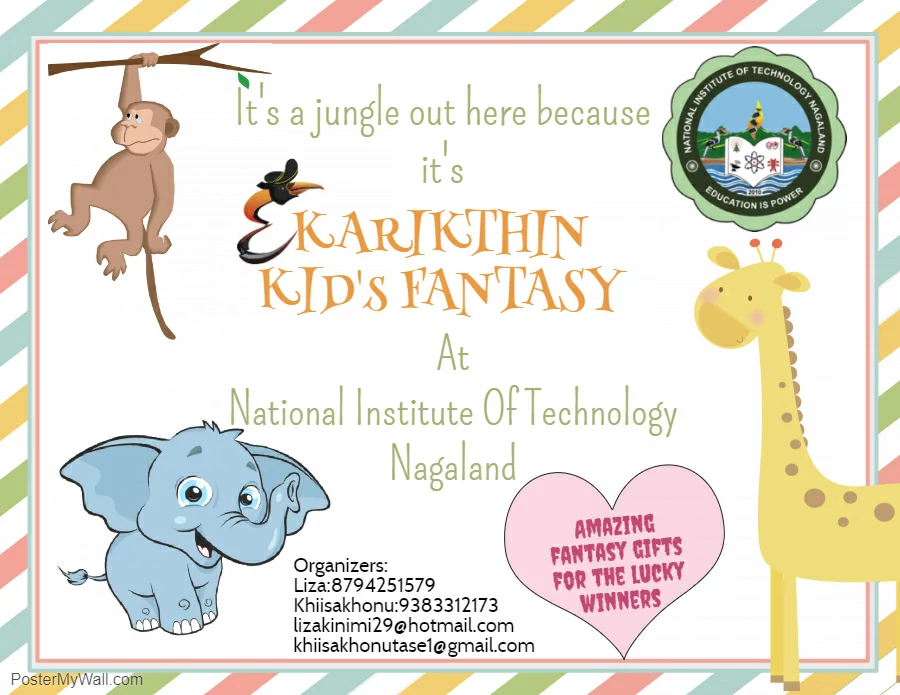 It's a jungle out here because
it's
EKARIKTHIN
KID's FANTASY
At
National Institute Of Technology
Nagaland
NATIONAL INSTITUTE OF TECHNOLOGY NAGALAND
2010
EDUCATION IS POWER
AMAZING
FANTASY GIFTS
FOR THE LUCKY
WINNERS
Organizers:
Liza:8794251579
Khiisakhonu:9383312173
lizakinimi29@hotmail.com
khiisakhonutase1@gmail.com
PosterMyWall.com